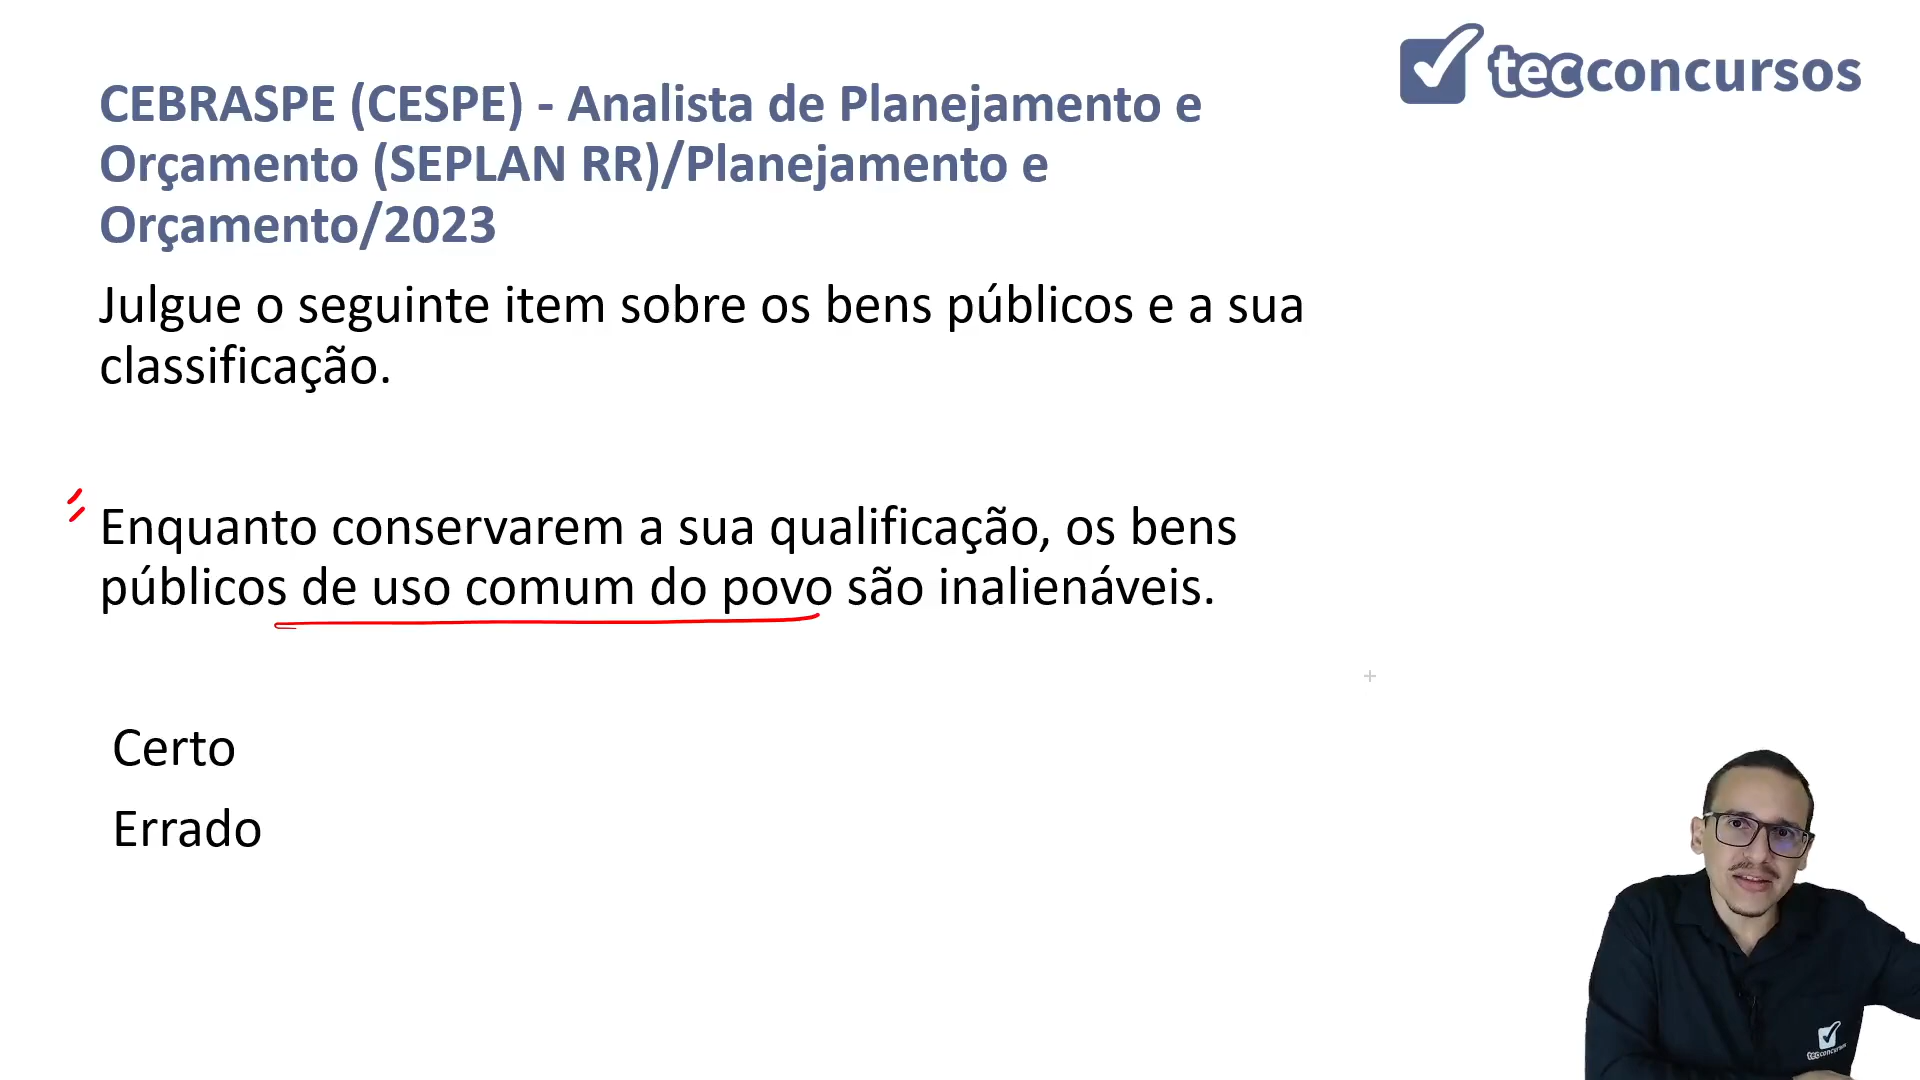 tecconcursos
CEBRASPE (CESPE) - Analista de Planejamento e
Orçamento (SEPLAN RR)/Planejamento e
Orçamento/2023
Julgue o seguinte item sobre os bens públicos e a sua
classificação.
Enquanto conservarem a sua qualificação, os bens
públicos de uso comum do povo são inalienáveis.
Certo
Errado
tecconcursos